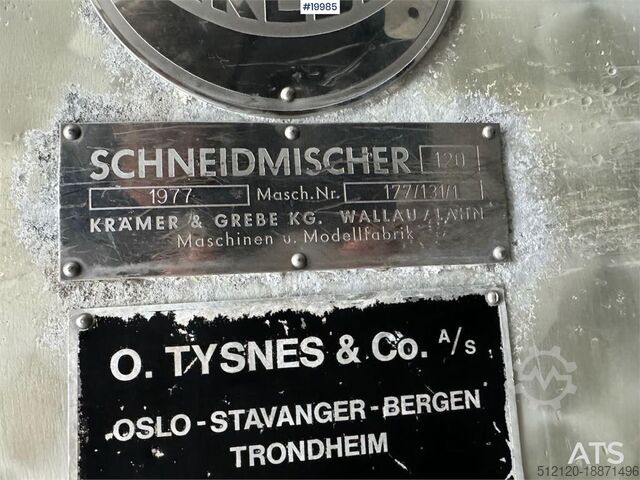 #19985
SCHNEIDMISCHER 120
1977 Masch.Nr. 177/131/1
KRÄMER & GREBE KG. WALLAU/LAHN
Maschinen u. Modellfabrik
O. TYSNES & Co. A/S
OSLO - STAVANGER - BERGEN
TRONDHEIM
ATS
512120-18871496